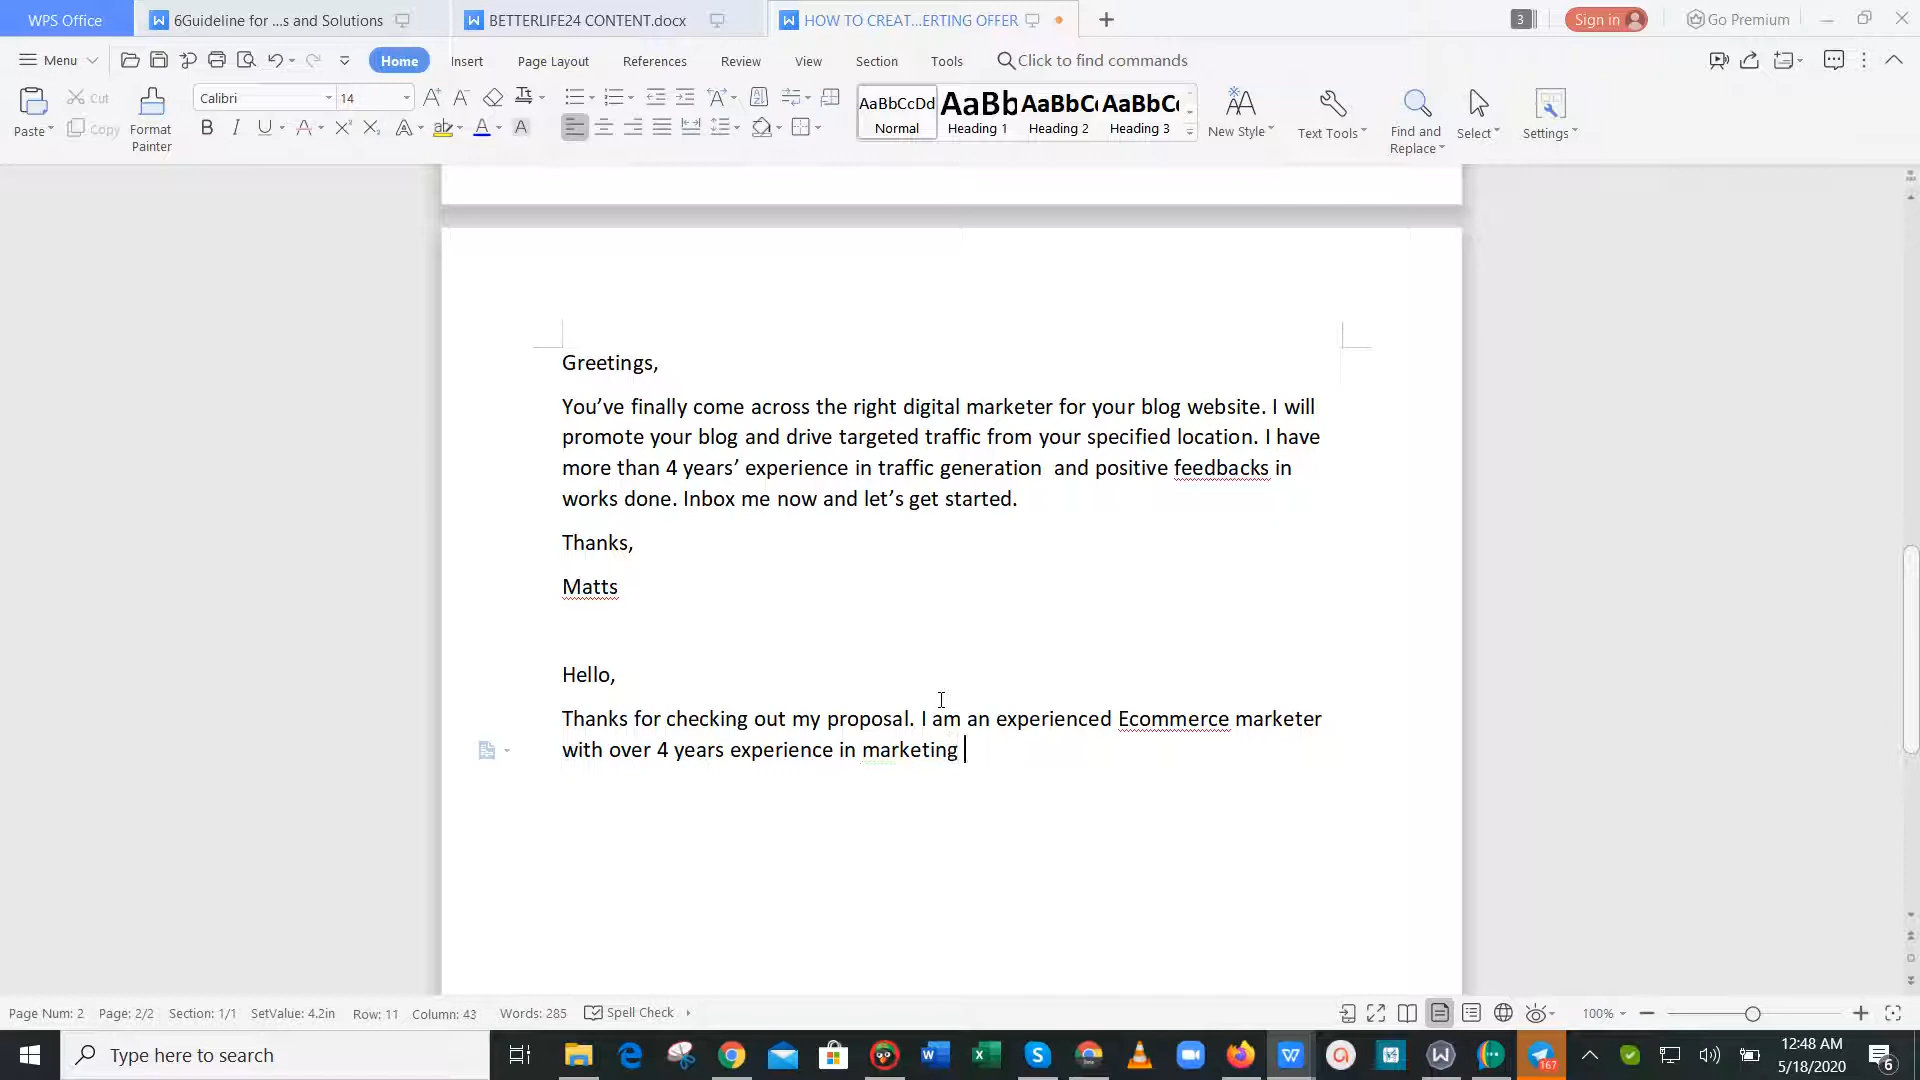 WPS Office
6Guideline for ...s and Solutions
BETTERLIFE24 CONTENT.docx
HOW TO CREAT...ERTING OFFER
3
Sign in
Go Premium
Menu
Home
Insert
Page Layout
References
Review
View
Section
Tools
Click to find commands
Paste
Cut
Copy
Format Painter
Calibri
14
AaBbCcDd
Normal
AaBb
Heading 1
AaBbC
Heading 2
AaBbC
Heading 3
New Style
Text Tools
Find and Replace
Select
Settings
Greetings,
You’ve finally come across the right digital marketer for your blog website. I will
promote your blog and drive targeted traffic from your specified location. I have
more than 4 years’ experience in traffic generation  and positive feedbacks in
works done. Inbox me now and let’s get started.
Thanks,
Matts
Hello,
Thanks for checking out my proposal. I am an experienced Ecommerce marketer
with over 4 years experience in marketing
Page Num: 2
Page: 2/2
Section: 1/1
SetValue: 4.2in
Row: 11
Column: 43
Words: 285
Spell Check
100%
Type here to search
167
12:48 AM
5/18/2020
6